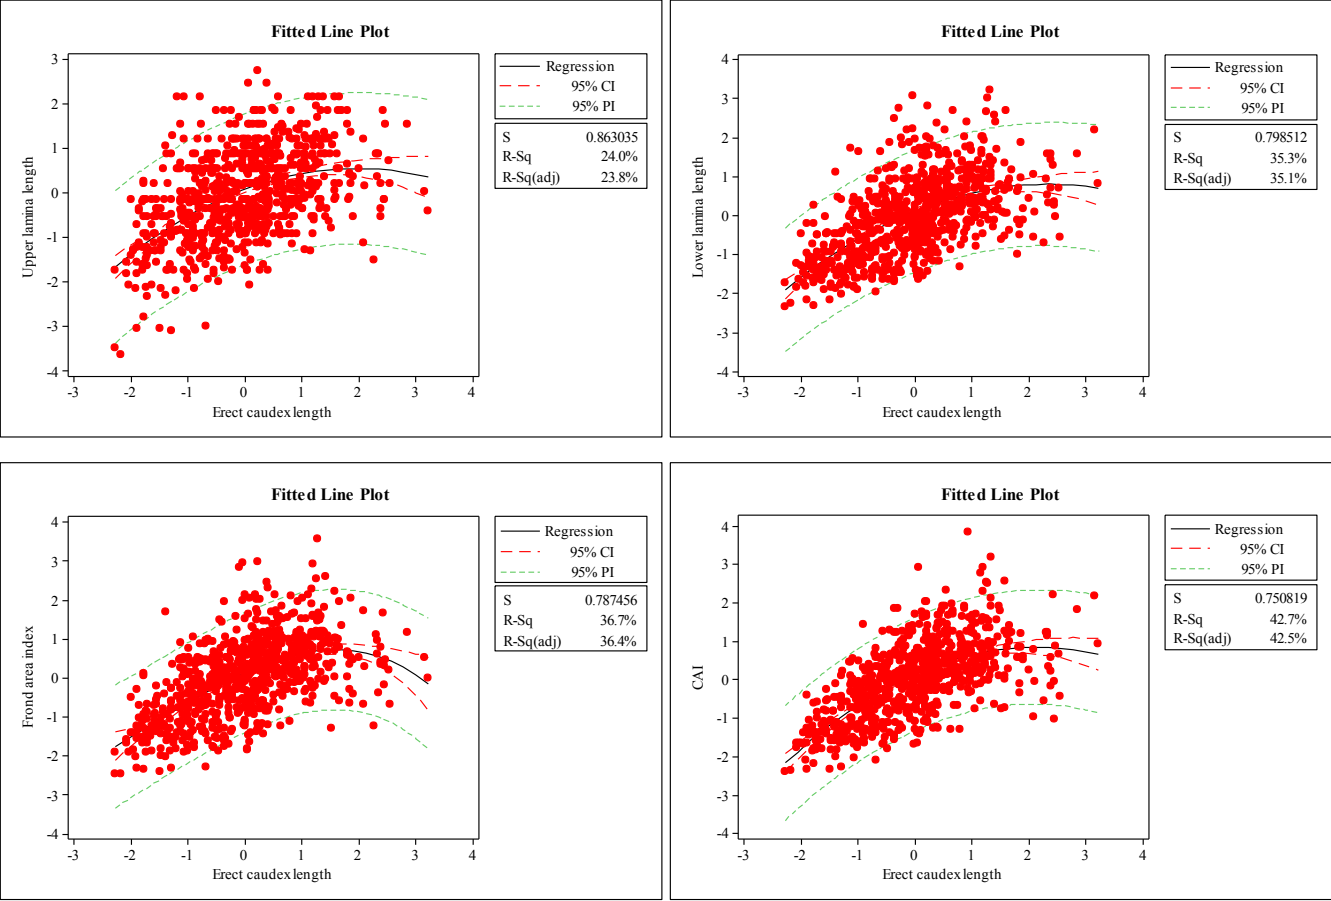 Fitted Line Plot
3
2
1
0
-1
-2
-3
-4
Upper lamina length
-3 -2 -1 0 1 2 3 4
Erect caudex length
Regression
95% CI
95% PI
S 0.863035
R-Sq 24.0%
R-Sq(adj) 23.8%
Fitted Line Plot
4
3
2
1
0
-1
-2
-3
-4
Lower lamina length
-3 -2 -1 0 1 2 3 4
Erect caudex length
Regression
95% CI
95% PI
S 0.798512
R-Sq 35.3%
R-Sq(adj) 35.1%
Fitted Line Plot
4
3
2
1
0
-1
-2
-3
-4
Frond area index
-3 -2 -1 0 1 2 3 4
Erect caudex length
Regression
95% CI
95% PI
S 0.787456
R-Sq 36.7%
R-Sq(adj) 36.4%
Fitted Line Plot
4
3
2
1
0
-1
-2
-3
-4
CAI
-3 -2 -1 0 1 2 3 4
Erect caudex length
Regression
95% CI
95% PI
S 0.750819
R-Sq 42.7%
R-Sq(adj) 42.5%